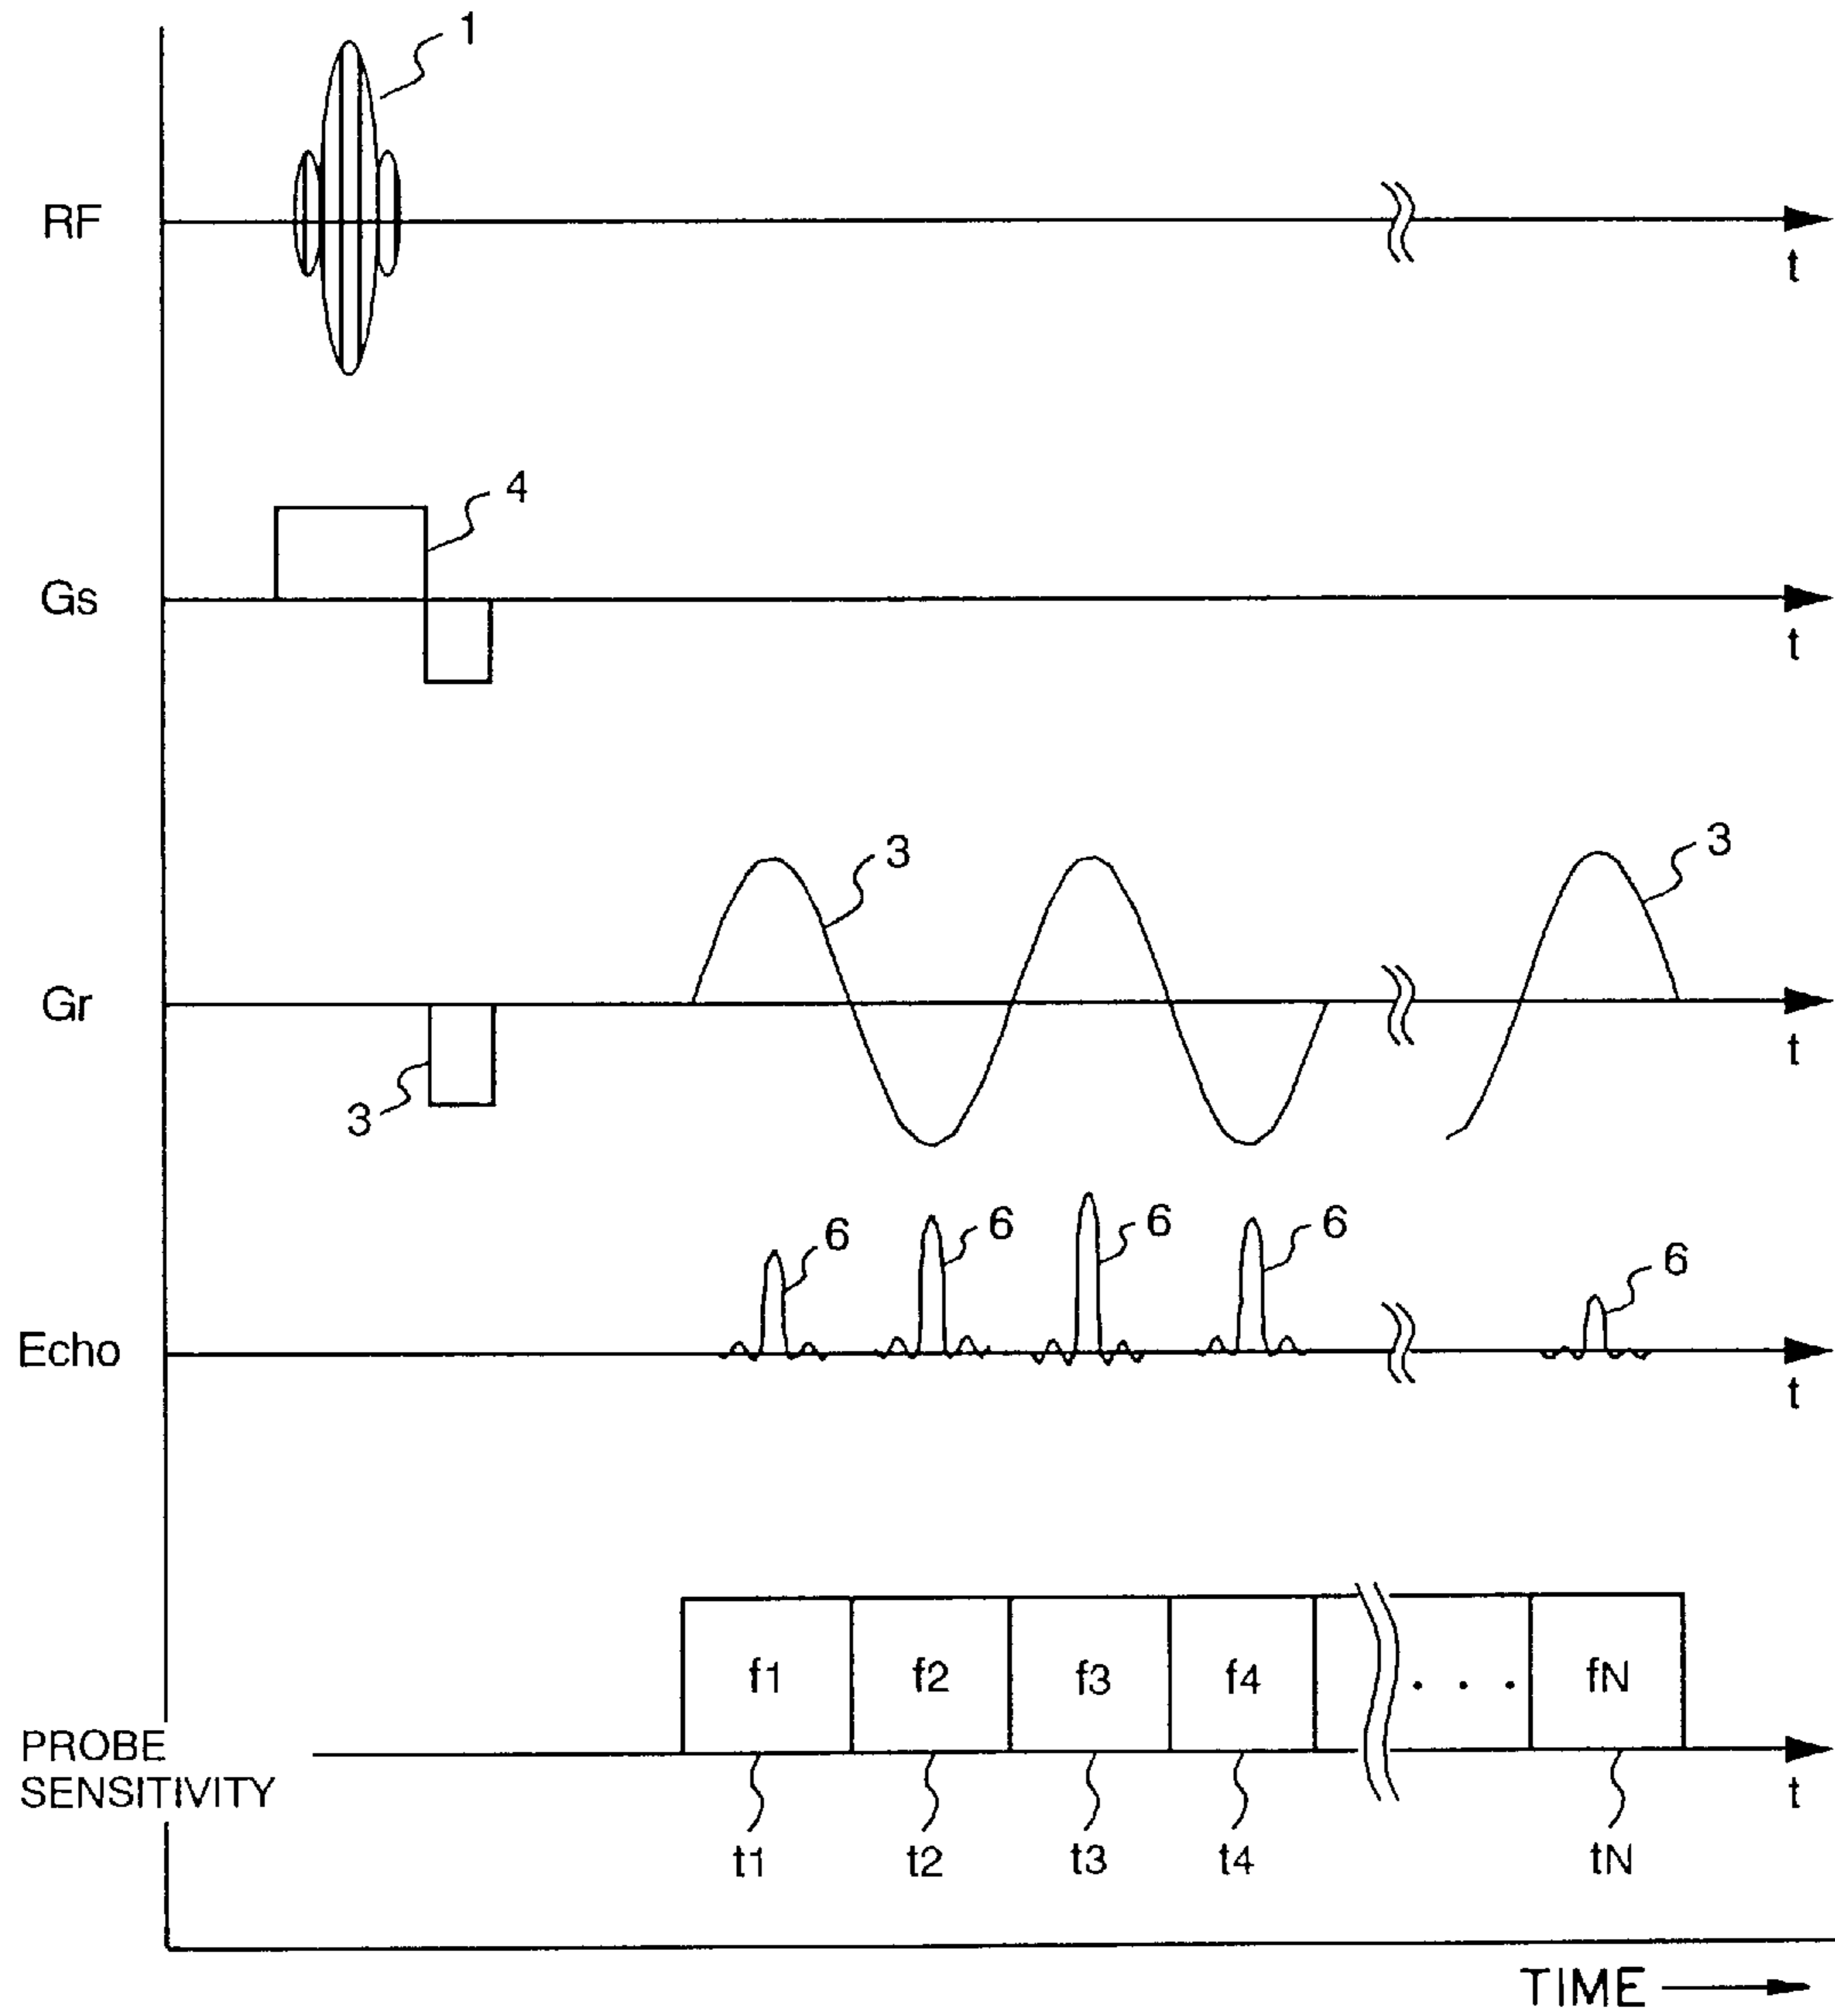 1
RF
t
4
Gs
t
3
3
Gr
t
3
6
6
6
6
6
Echo
t
f1 f2 f3 f4 . . . fN
PROBE
SENSITIVITY
t
t1 t2 t3 t4 tN
TIME